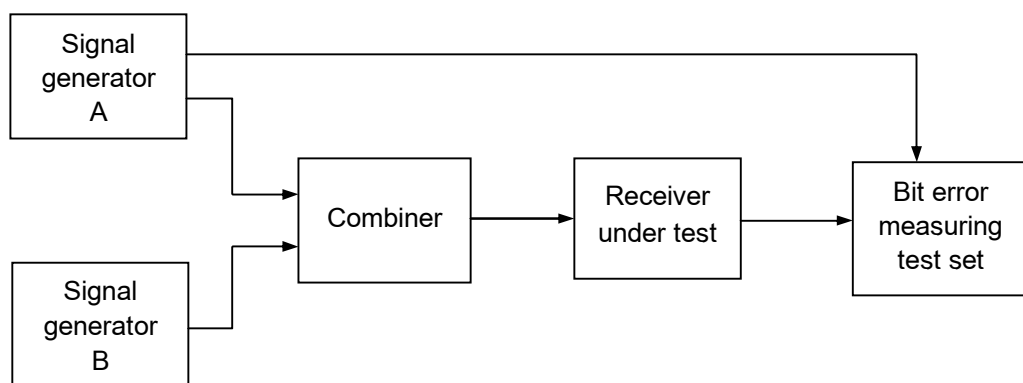 Signal
generator
A
Combiner
Receiver
under test
Bit error
measuring
test set
Signal
generator
B